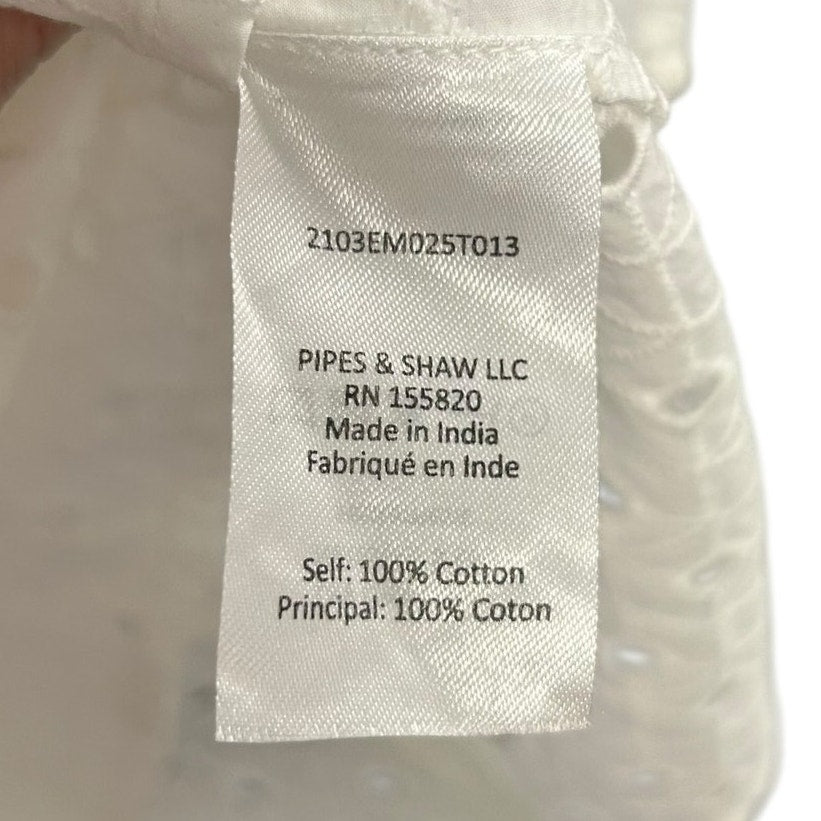 2103EM025T013
PIPES & SHAW LLC
RN 155820
Made in India
Fabriqué en Inde
Self: 100% Cotton
Principal: 100% Coton